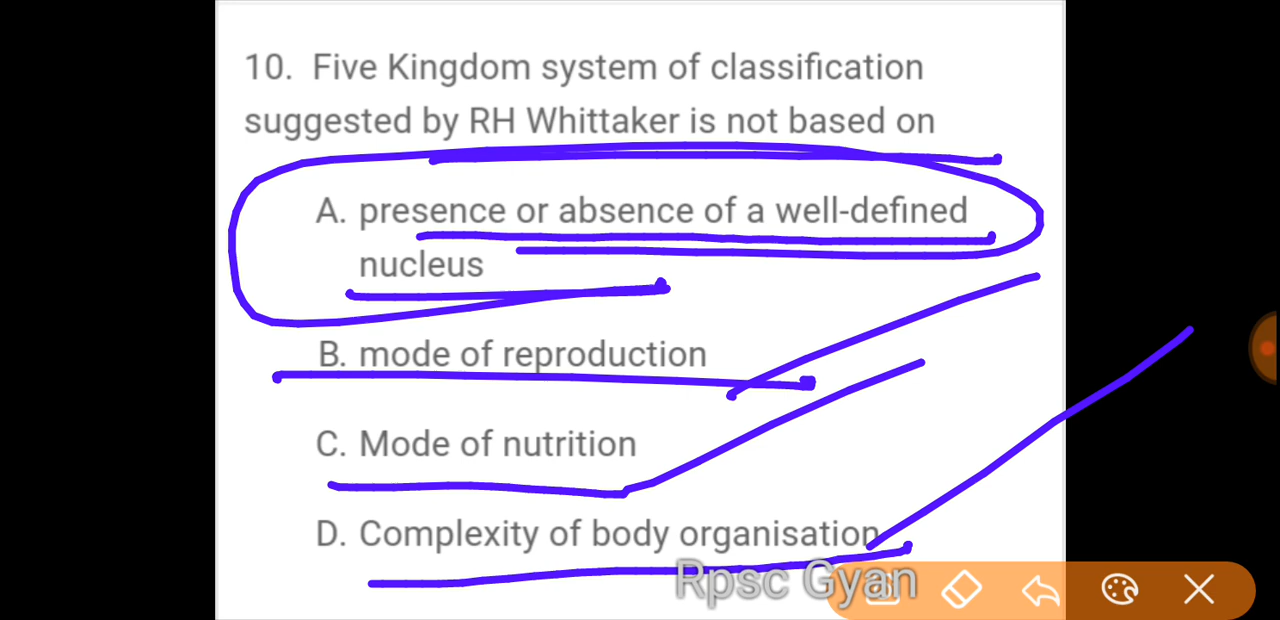 10. Five Kingdom system of classification
suggested by RH Whittaker is not based on
A. presence or absence of a well-defined
nucleus
B. mode of reproduction
C. Mode of nutrition
D. Complexity of body organisation
Rpsc Gyan